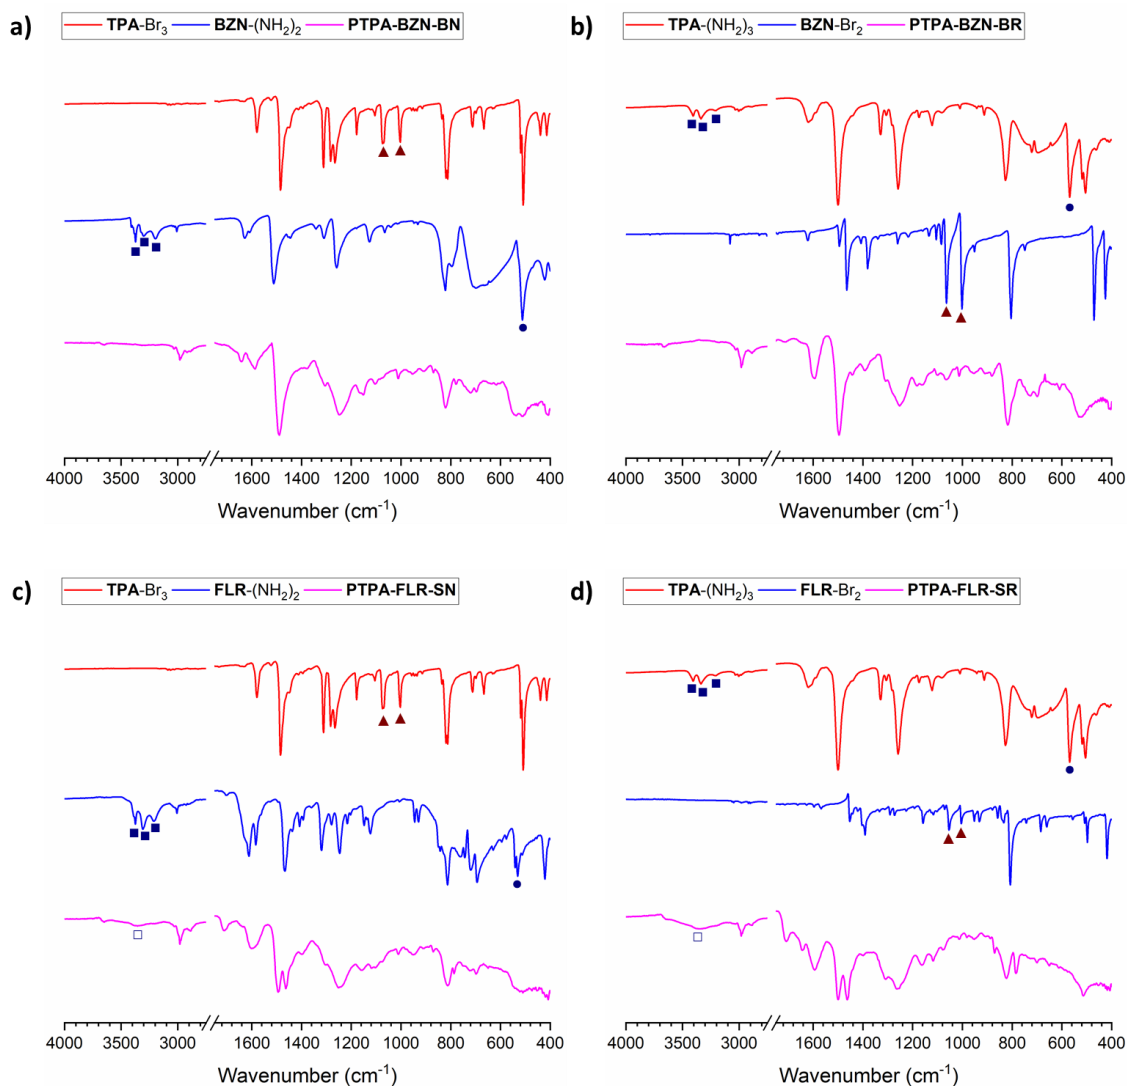 a)
TPA-Br₃ BZN-(NH₂)₂ PTPA-BZN-BN
4000 3500 3000 1600 1400 1200 1000 800 600 400
Wavenumber (cm⁻¹)
b)
TPA-(NH₂)₃ BZN-Br₂ PTPA-BZN-BR
4000 3500 3000 1600 1400 1200 1000 800 600 400
Wavenumber (cm⁻¹)
c)
TPA-Br₃ FLR-(NH₂)₂ PTPA-FLR-SN
4000 3500 3000 1600 1400 1200 1000 800 600 400
Wavenumber (cm⁻¹)
d)
TPA-(NH₂)₃ FLR-Br₂ PTPA-FLR-SR
4000 3500 3000 1600 1400 1200 1000 800 600 400
Wavenumber (cm⁻¹)